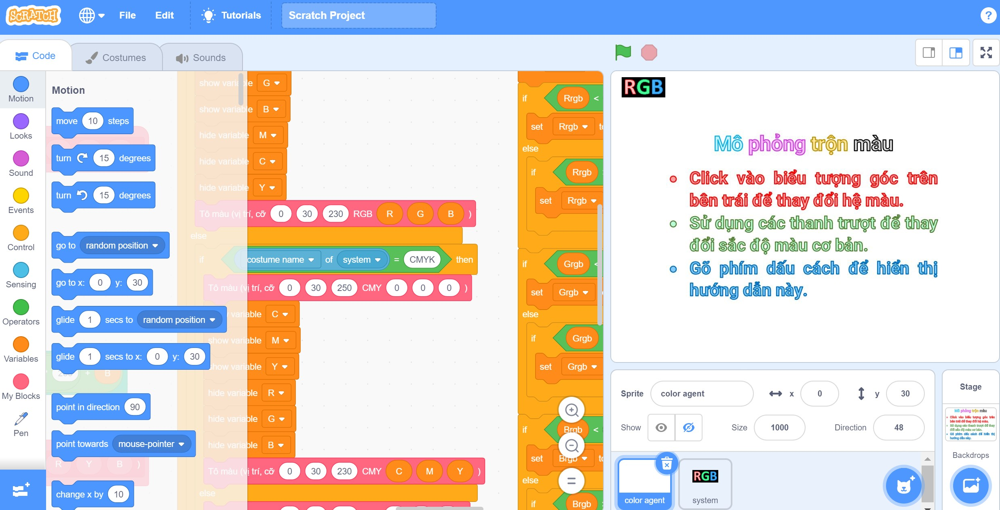 SCRATCH File Edit Tutorials Scratch Project ?
Code Costumes Sounds
Motion
Looks
Sound
Events
Control
Sensing
Operators
Variables
My Blocks
Pen
Motion
move 10 steps
turn 15 degrees
turn 15 degrees
go to random position
go to x: 0 y: 30
glide 1 secs to random position
glide 1 secs to x: 0 y: 30
point in direction 90
point towards mouse-pointer
change x by 10
255 + B
R Y B )
show variable G
show variable B
hide variable M
hide variable C
hide variable Y
Tô màu (vị trí, cỡ 0 30 230 RGB R G B )
else
if costume name of system = CMYK then
Tô màu (vị trí, cỡ 0 30 250 CMY 0 0 0 )
variable C
show variable M
show variable Y
hide variable R
hide variable G
hide variable B
Tô màu (vị trí, cỡ 0 30 230 CMY C M Y )
else
if Rrgb <
set Rrgb to
else
if Rrgb
set Rrgb
if Grgb <
set Grgb
else
if Grgb
set Grgb
if Brgb <
set Brgb to
else
if Brgb
RGB
Mô phỏng trộn màu
• Click vào biểu tượng góc trên
bên trái để thay đổi hệ màu.
• Sử dụng các thanh trượt để thay
đổi sắc độ màu cơ bản.
• Gõ phím dấu cách để hiển thị
hướng dẫn này.
Sprite color agent x 0 y 30
Show Size 1000 Direction 48
color agent
RGB
system
Stage
Mô phỏng trộn màu
• Click vào biểu tượng góc trên
bên trái để thay đổi hệ màu.
• Sử dụng các thanh trượt để thay
đổi sắc độ màu cơ bản.
• Gõ phím dấu cách để hiển thị
hướng dẫn này.
Backdrops